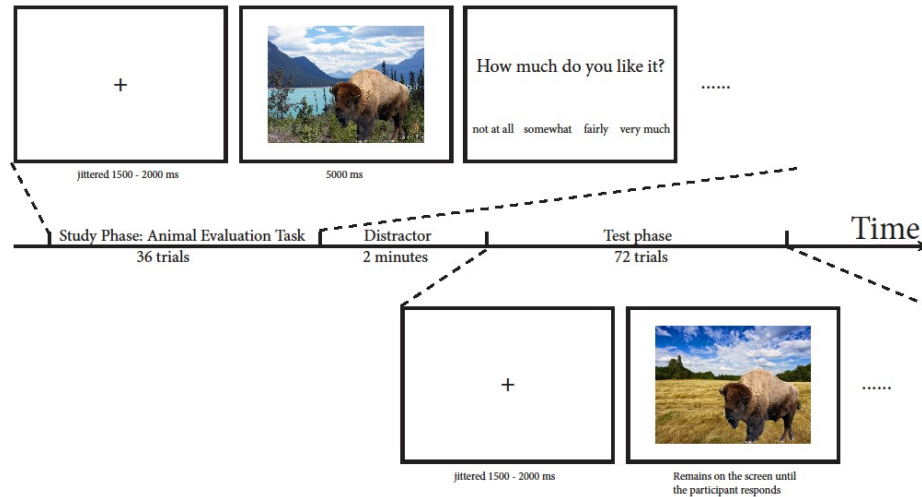 +
How much do you like it?
......
not at all somewhat fairly very much
jittered 1500 - 2000 ms
5000 ms
Study Phase: Animal Evaluation Task
Distractor
Test phase
Time
36 trials
2 minutes
72 trials
+
......
jittered 1500 - 2000 ms
Remains on the screen until
the participant responds